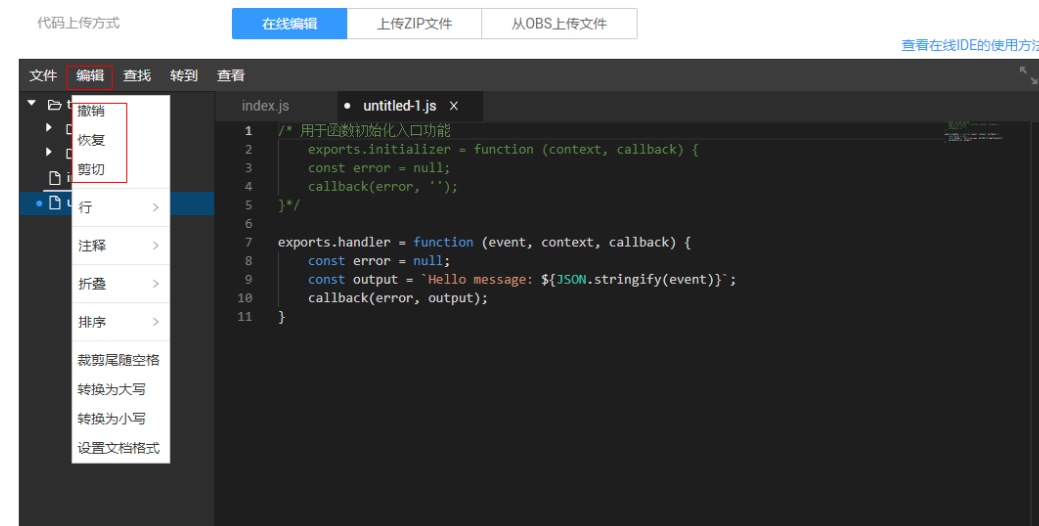 代码上传方式
在线编辑
上传ZIP文件
从OBS上传文件
查看在线IDE的使用方法
文件 编辑 查找 转到 查看
撤销
恢复
剪切
行 >
注释 >
折叠 >
排序 >
裁剪尾随空格
转换为大写
转换为小写
设置文档格式
index.js
● untitled-1.js ×
1 /* 用于函数初始化入口功能
2 exports.initializer = function (context, callback) {
3 const error = null;
4 callback(error, '');
5 }*/
6
7 exports.handler = function (event, context, callback) {
8 const error = null;
9 const output = `Hello message: ${JSON.stringify(event)}`;
10 callback(error, output);
11 }